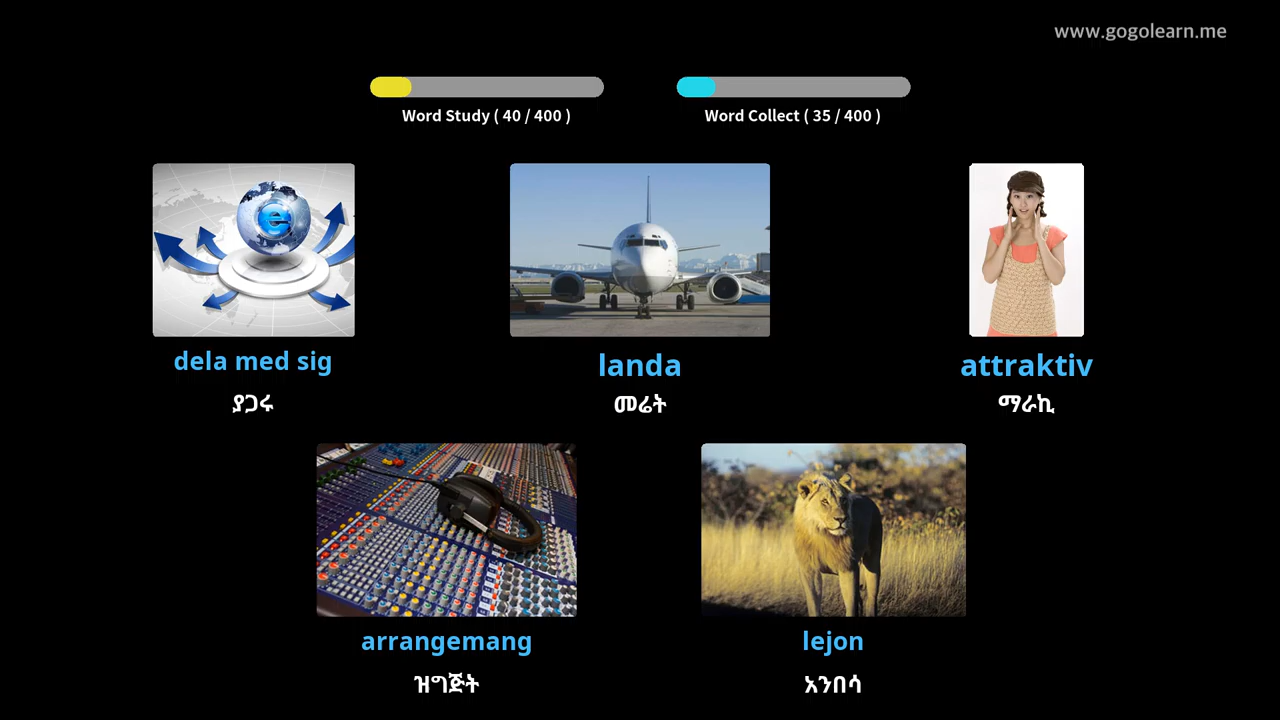 www.gogolearn.me
Word Study ( 40 / 400 )
Word Collect ( 35 / 400 )
e
dela med sig
landa
attraktiv
ያጋሩ
መሬት
ማራኪ
arrangemang
lejon
ዝግጅት
አንበሳ